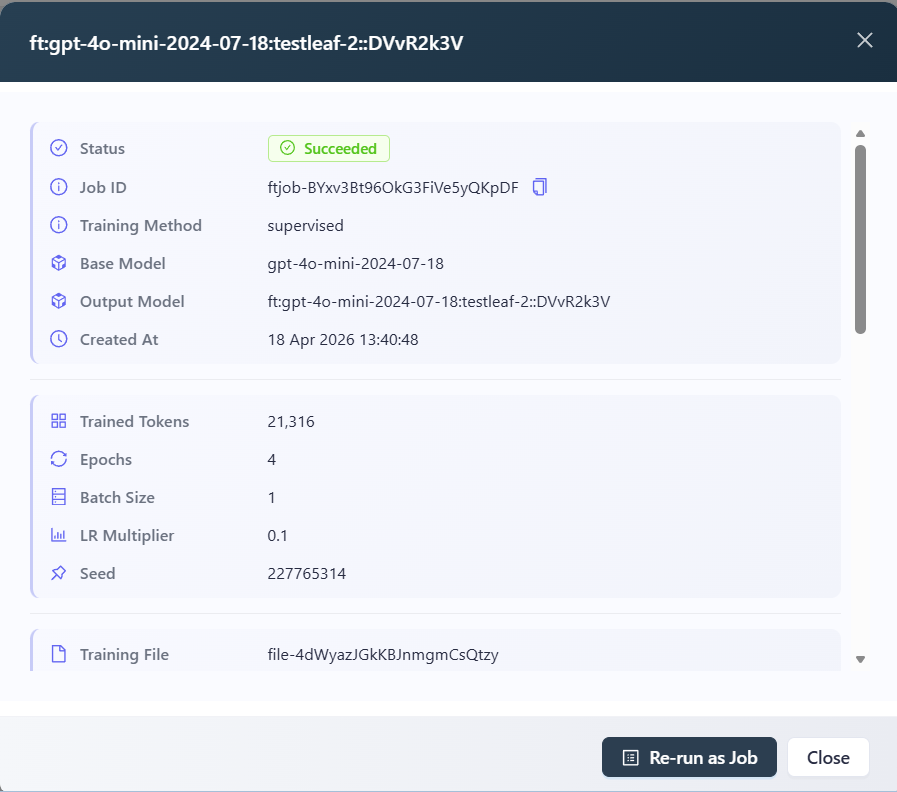 ft:gpt-4o-mini-2024-07-18:testleaf-2::DVvR2k3V
Status Succeeded
Job ID ftjob-BYxv3Bt96OkG3FiVe5yQKpDF
Training Method supervised
Base Model gpt-4o-mini-2024-07-18
Output Model ft:gpt-4o-mini-2024-07-18:testleaf-2::DVvR2k3V
Created At 18 Apr 2026 13:40:48
Trained Tokens 21,316
Epochs 4
Batch Size 1
LR Multiplier 0.1
Seed 227765314
Training File file-4dWyazJGkKBJnmgmCsQtzy
Re-run as Job Close